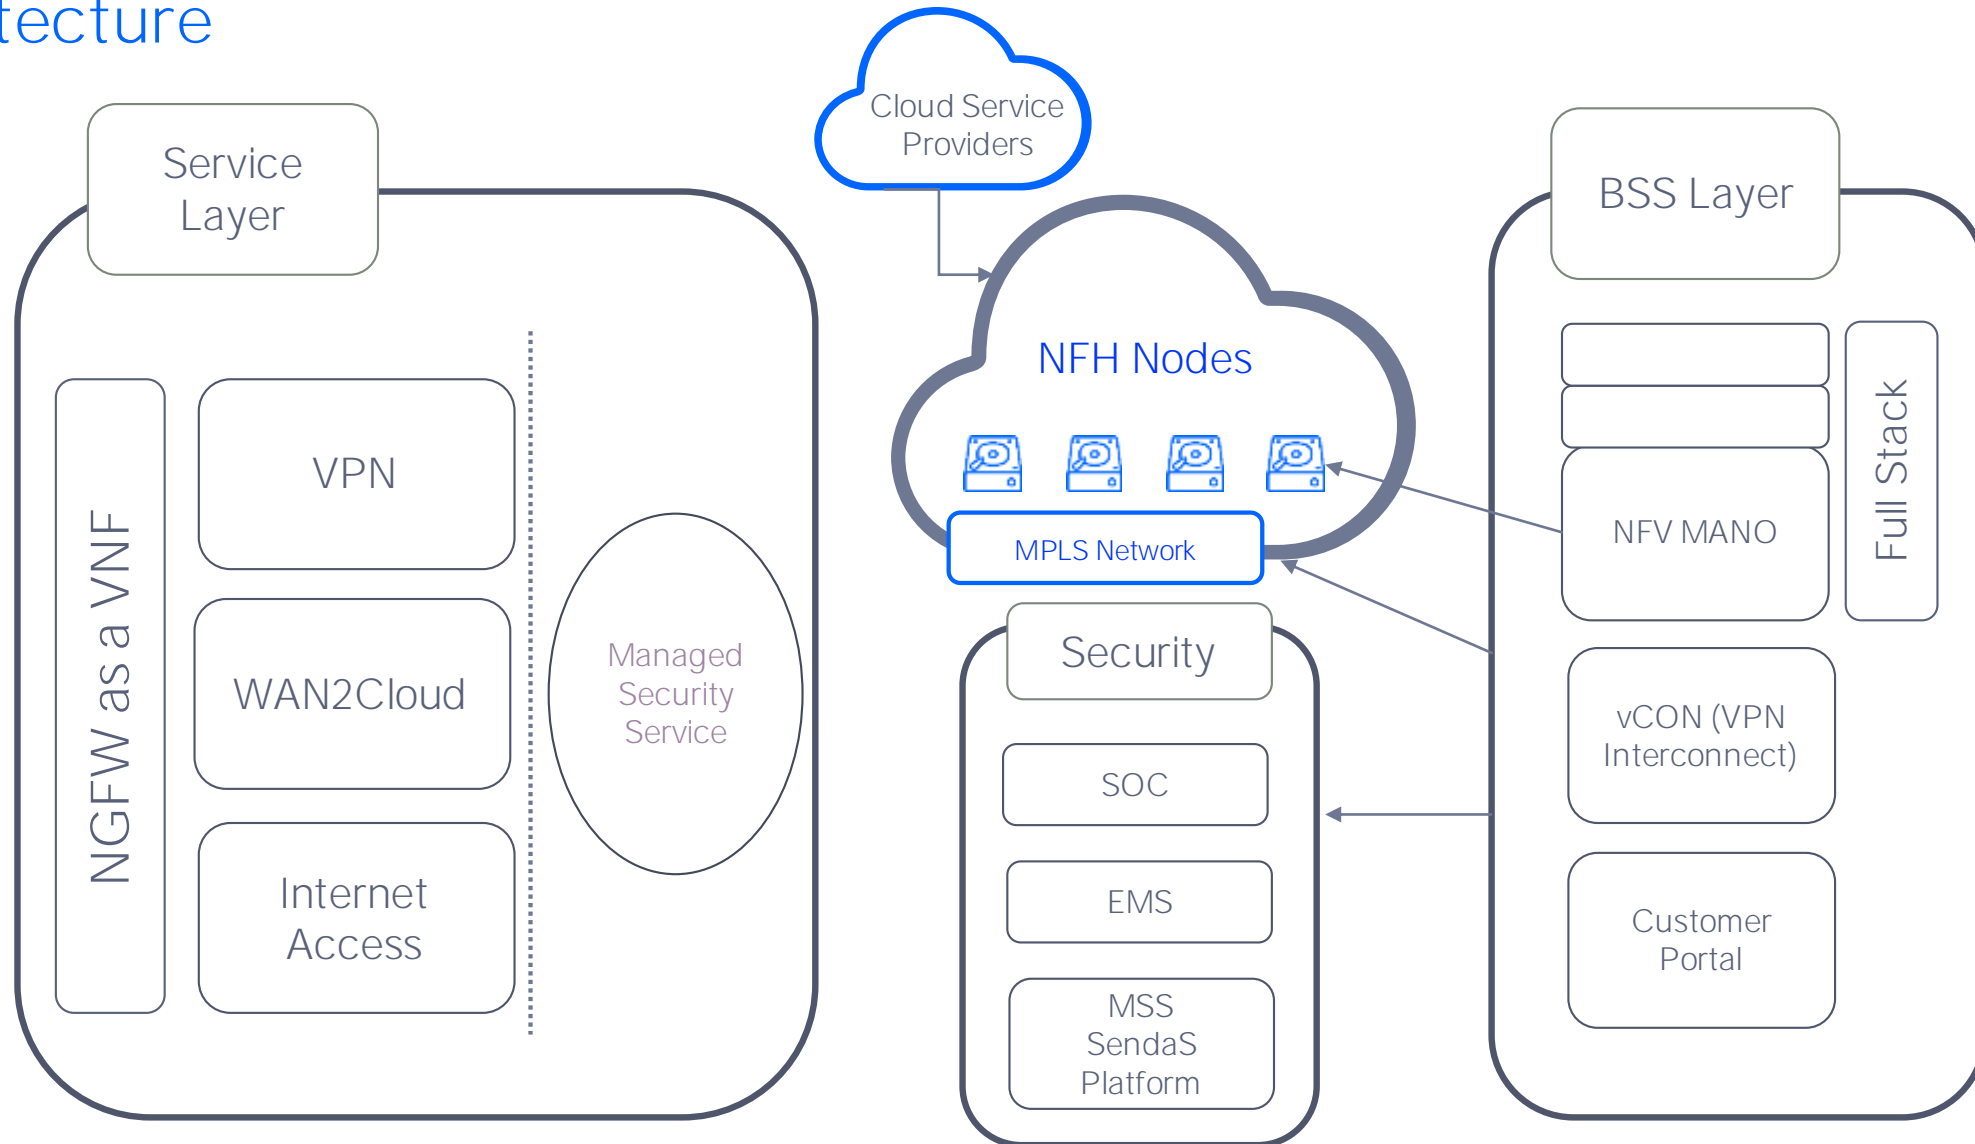 tecture
Service
Layer
NGFW as a VNF
VPN
WAN2Cloud
Internet
Access
Managed
Security
Service
Cloud Service
Providers
NFH Nodes
MPLS Network
Security
SOC
EMS
MSS
SendaS
Platform
BSS Layer
NFV MANO
Full Stack
vCON (VPN
Interconnect)
Customer
Portal